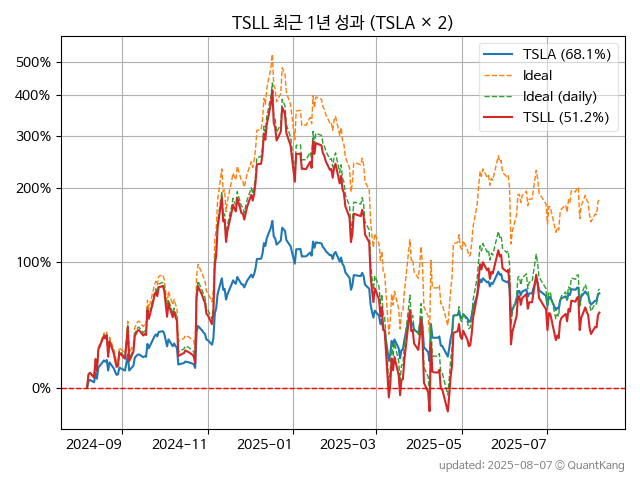 TSLL 최근 1년 성과 (TSLA × 2)
500%
400%
300%
200%
100%
0%
TSLA (68.1%)
Ideal
Ideal (daily)
TSLL (51.2%)
2024-09
2024-11
2025-01
2025-03
2025-05
2025-07
updated: 2025-08-07 © QuantKang